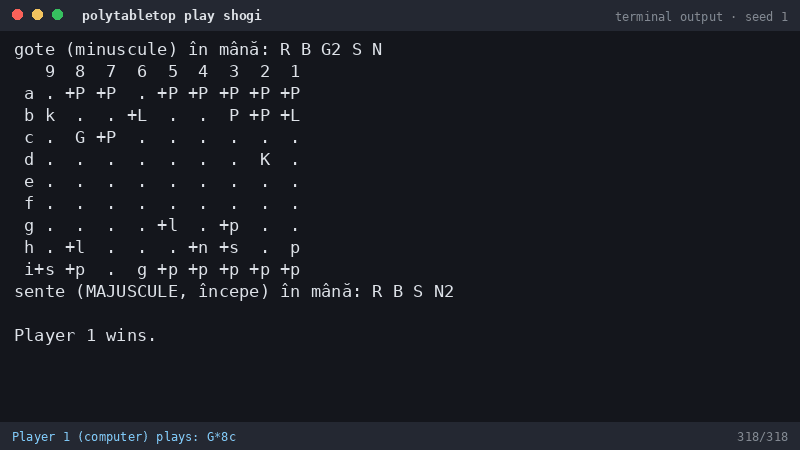 polytabletop play shogi
terminal output · seed 1
gote (minuscule) în mână: R B G2 S N
   9  8  7  6  5  4  3  2  1
 a . +P +P  . +P +P +P +P +P
 b k  .  . +L  .  .  P +P +L
 c .  G +P  .  .  .  .  .  .
 d .  .  .  .  .  .  .  K  .
 e .  .  .  .  .  .  .  .  .
 f .  .  .  .  .  .  .  .  .
 g .  .  .  . +l  . +p  .  .
 h . +l  .  .  . +n +s  .  p
 i+s +p  .  g +p +p +p +p +p
sente (MAJUSCULE, începe) în mână: R B S N2
Player 1 wins.
Player 1 (computer) plays: G*8c
318/318